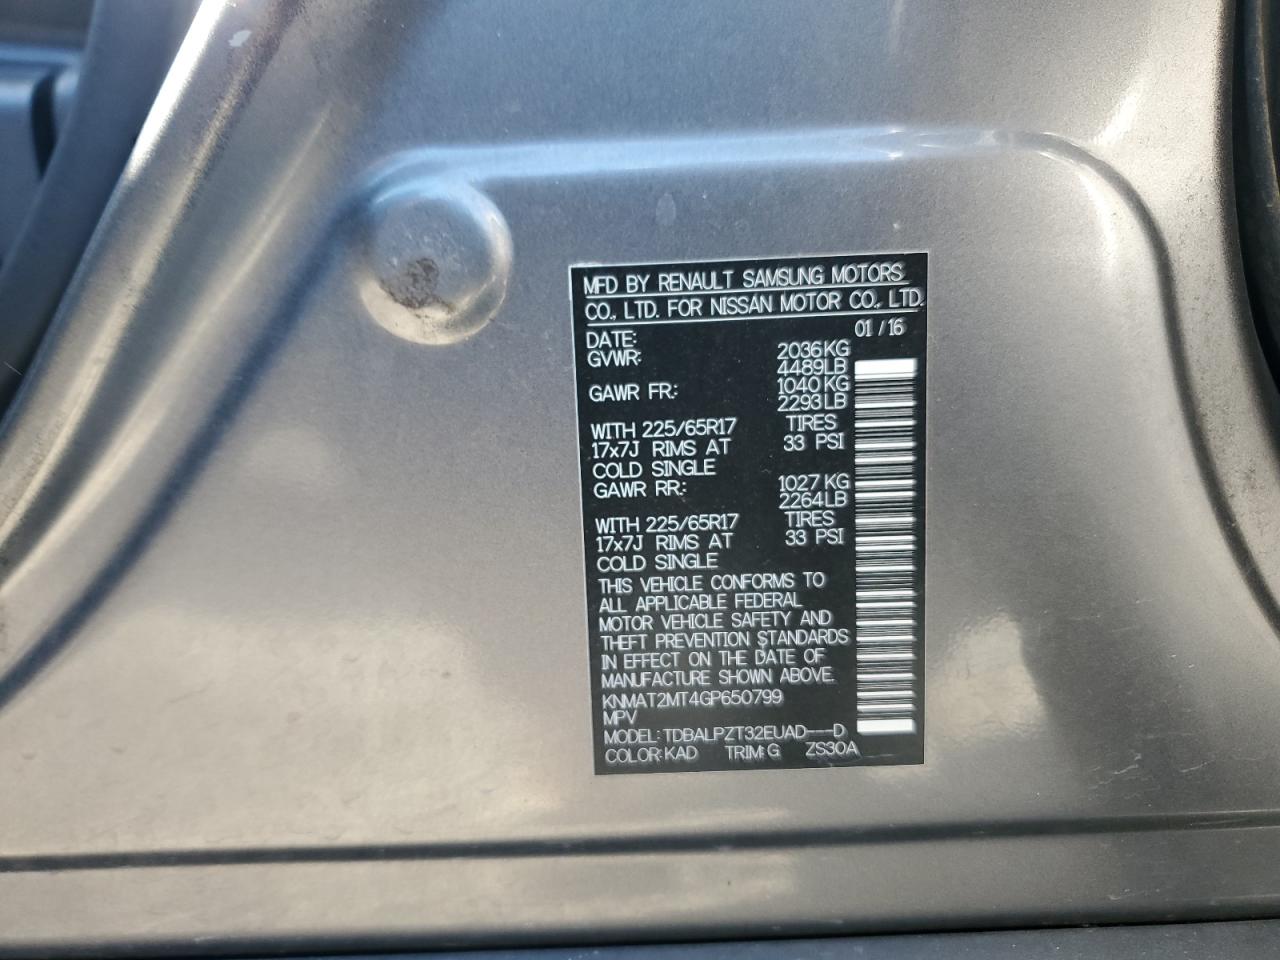 MFD BY RENAULT SAMSUNG MOTORS
CO., LTD. FOR NISSAN MOTOR CO., LTD.
DATE: 01 / 16
GVWR: 2036KG
4489LB
GAWR FR: 1040KG
2293LB
WITH 225/65R17 TIRES
17x7J RIMS AT 33 PSI
COLD SINGLE
GAWR RR: 1027KG
2264LB
WITH 225/65R17 TIRES
17x7J RIMS AT 33 PSI
COLD SINGLE
THIS VEHICLE CONFORMS TO
ALL APPLICABLE FEDERAL
MOTOR VEHICLE SAFETY AND
THEFT PREVENTION STANDARDS
IN EFFECT ON THE DATE OF
MANUFACTURE SHOWN ABOVE.
KNMAT2MT4GP650799
MPV
MODEL: TDBALPZT32EUAD---D
COLOR:KAD TRIM:G ZS30A